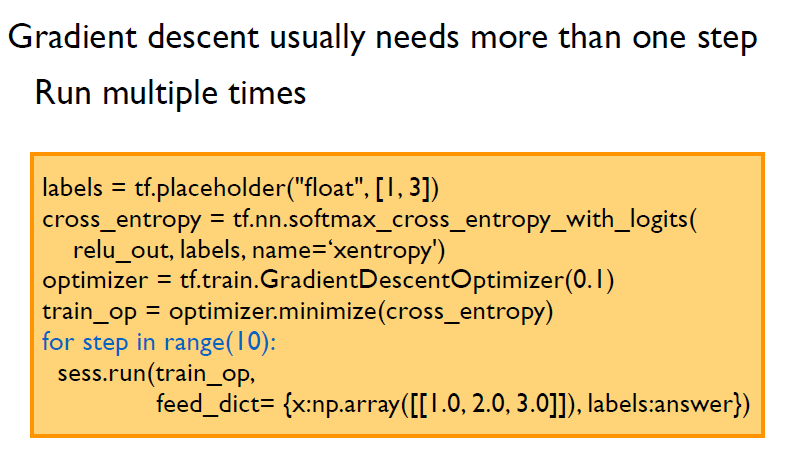 Gradient descent usually needs more than one step
Run multiple times
labels = tf.placeholder("float", [1, 3])
cross_entropy = tf.nn.softmax_cross_entropy_with_logits(
relu_out, labels, name=‘xentropy')
optimizer = tf.train.GradientDescentOptimizer(0.1)
train_op = optimizer.minimize(cross_entropy)
for step in range(10):
sess.run(train_op,
feed_dict= {x:np.array([[1.0, 2.0, 3.0]]), labels:answer})